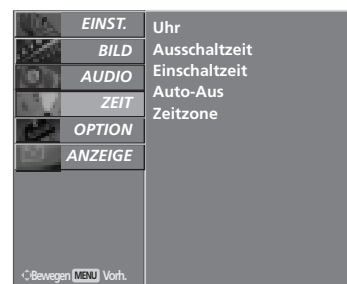 EINST.
BILD
AUDIO
ZEIT
OPTION
ANZEIGE
Uhr
Ausschaltzeit
Einschaltzeit
Auto-Aus
Zeitzone
Bewegen MENU Vorh.